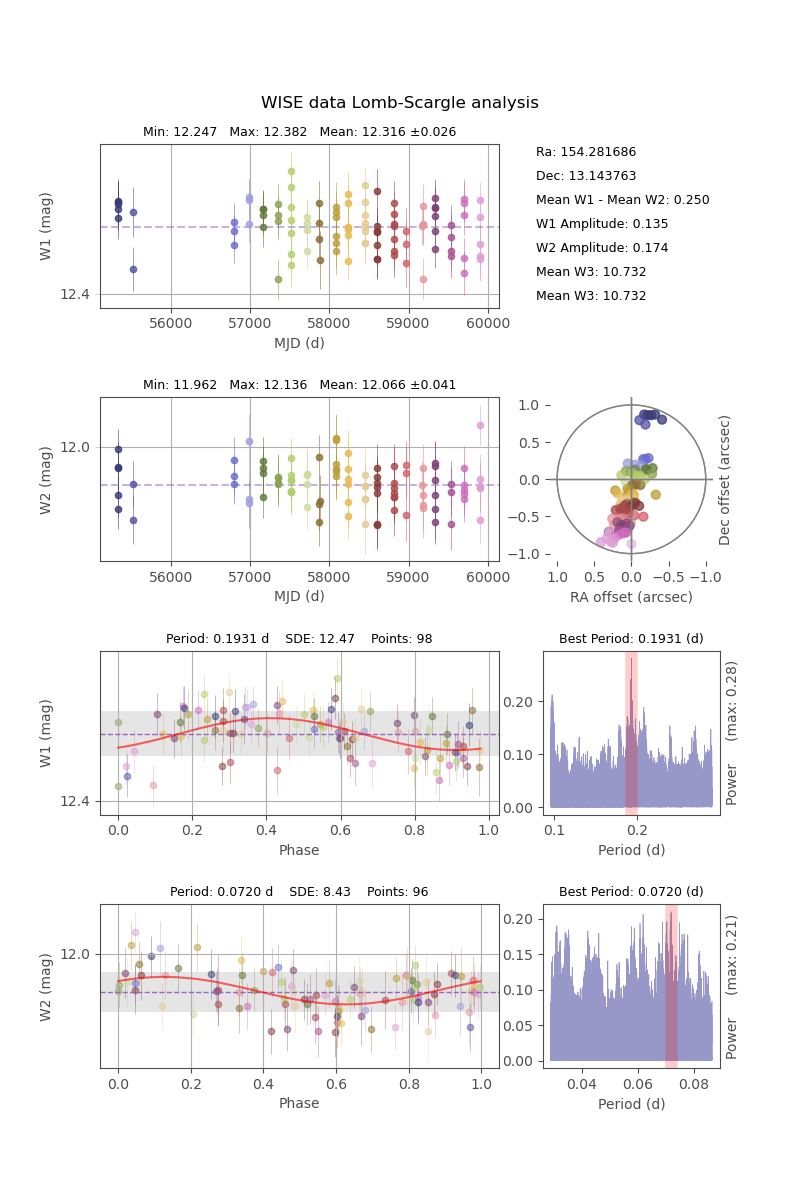 WISE data Lomb-Scargle analysis
Min: 12.247 Max: 12.382 Mean: 12.316 ±0.026
W1 (mag)
12.4
56000 57000 58000 59000 60000
MJD (d)
Ra: 154.281686
Dec: 13.143763
Mean W1 - Mean W2: 0.250
W1 Amplitude: 0.135
W2 Amplitude: 0.174
Mean W3: 10.732
Mean W3: 10.732
Min: 11.962 Max: 12.136 Mean: 12.066 ±0.041
W2 (mag)
12.0
56000 57000 58000 59000 60000
MJD (d)
1.0
0.5
0.0
−0.5
−1.0
1.0 0.5 0.0 −0.5 −1.0
RA offset (arcsec)
Dec offset (arcsec)
Period: 0.1931 d SDE: 12.47 Points: 98
W1 (mag)
12.4
0.0 0.2 0.4 0.6 0.8 1.0
Phase
Best Period: 0.1931 (d)
0.20
0.10
0.00
0.1 0.2
Period (d)
Power (max: 0.28)
Period: 0.0720 d SDE: 8.43 Points: 96
W2 (mag)
12.0
0.0 0.2 0.4 0.6 0.8 1.0
Phase
Best Period: 0.0720 (d)
0.20
0.15
0.10
0.05
0.00
0.04 0.06 0.08
Period (d)
Power (max: 0.21)